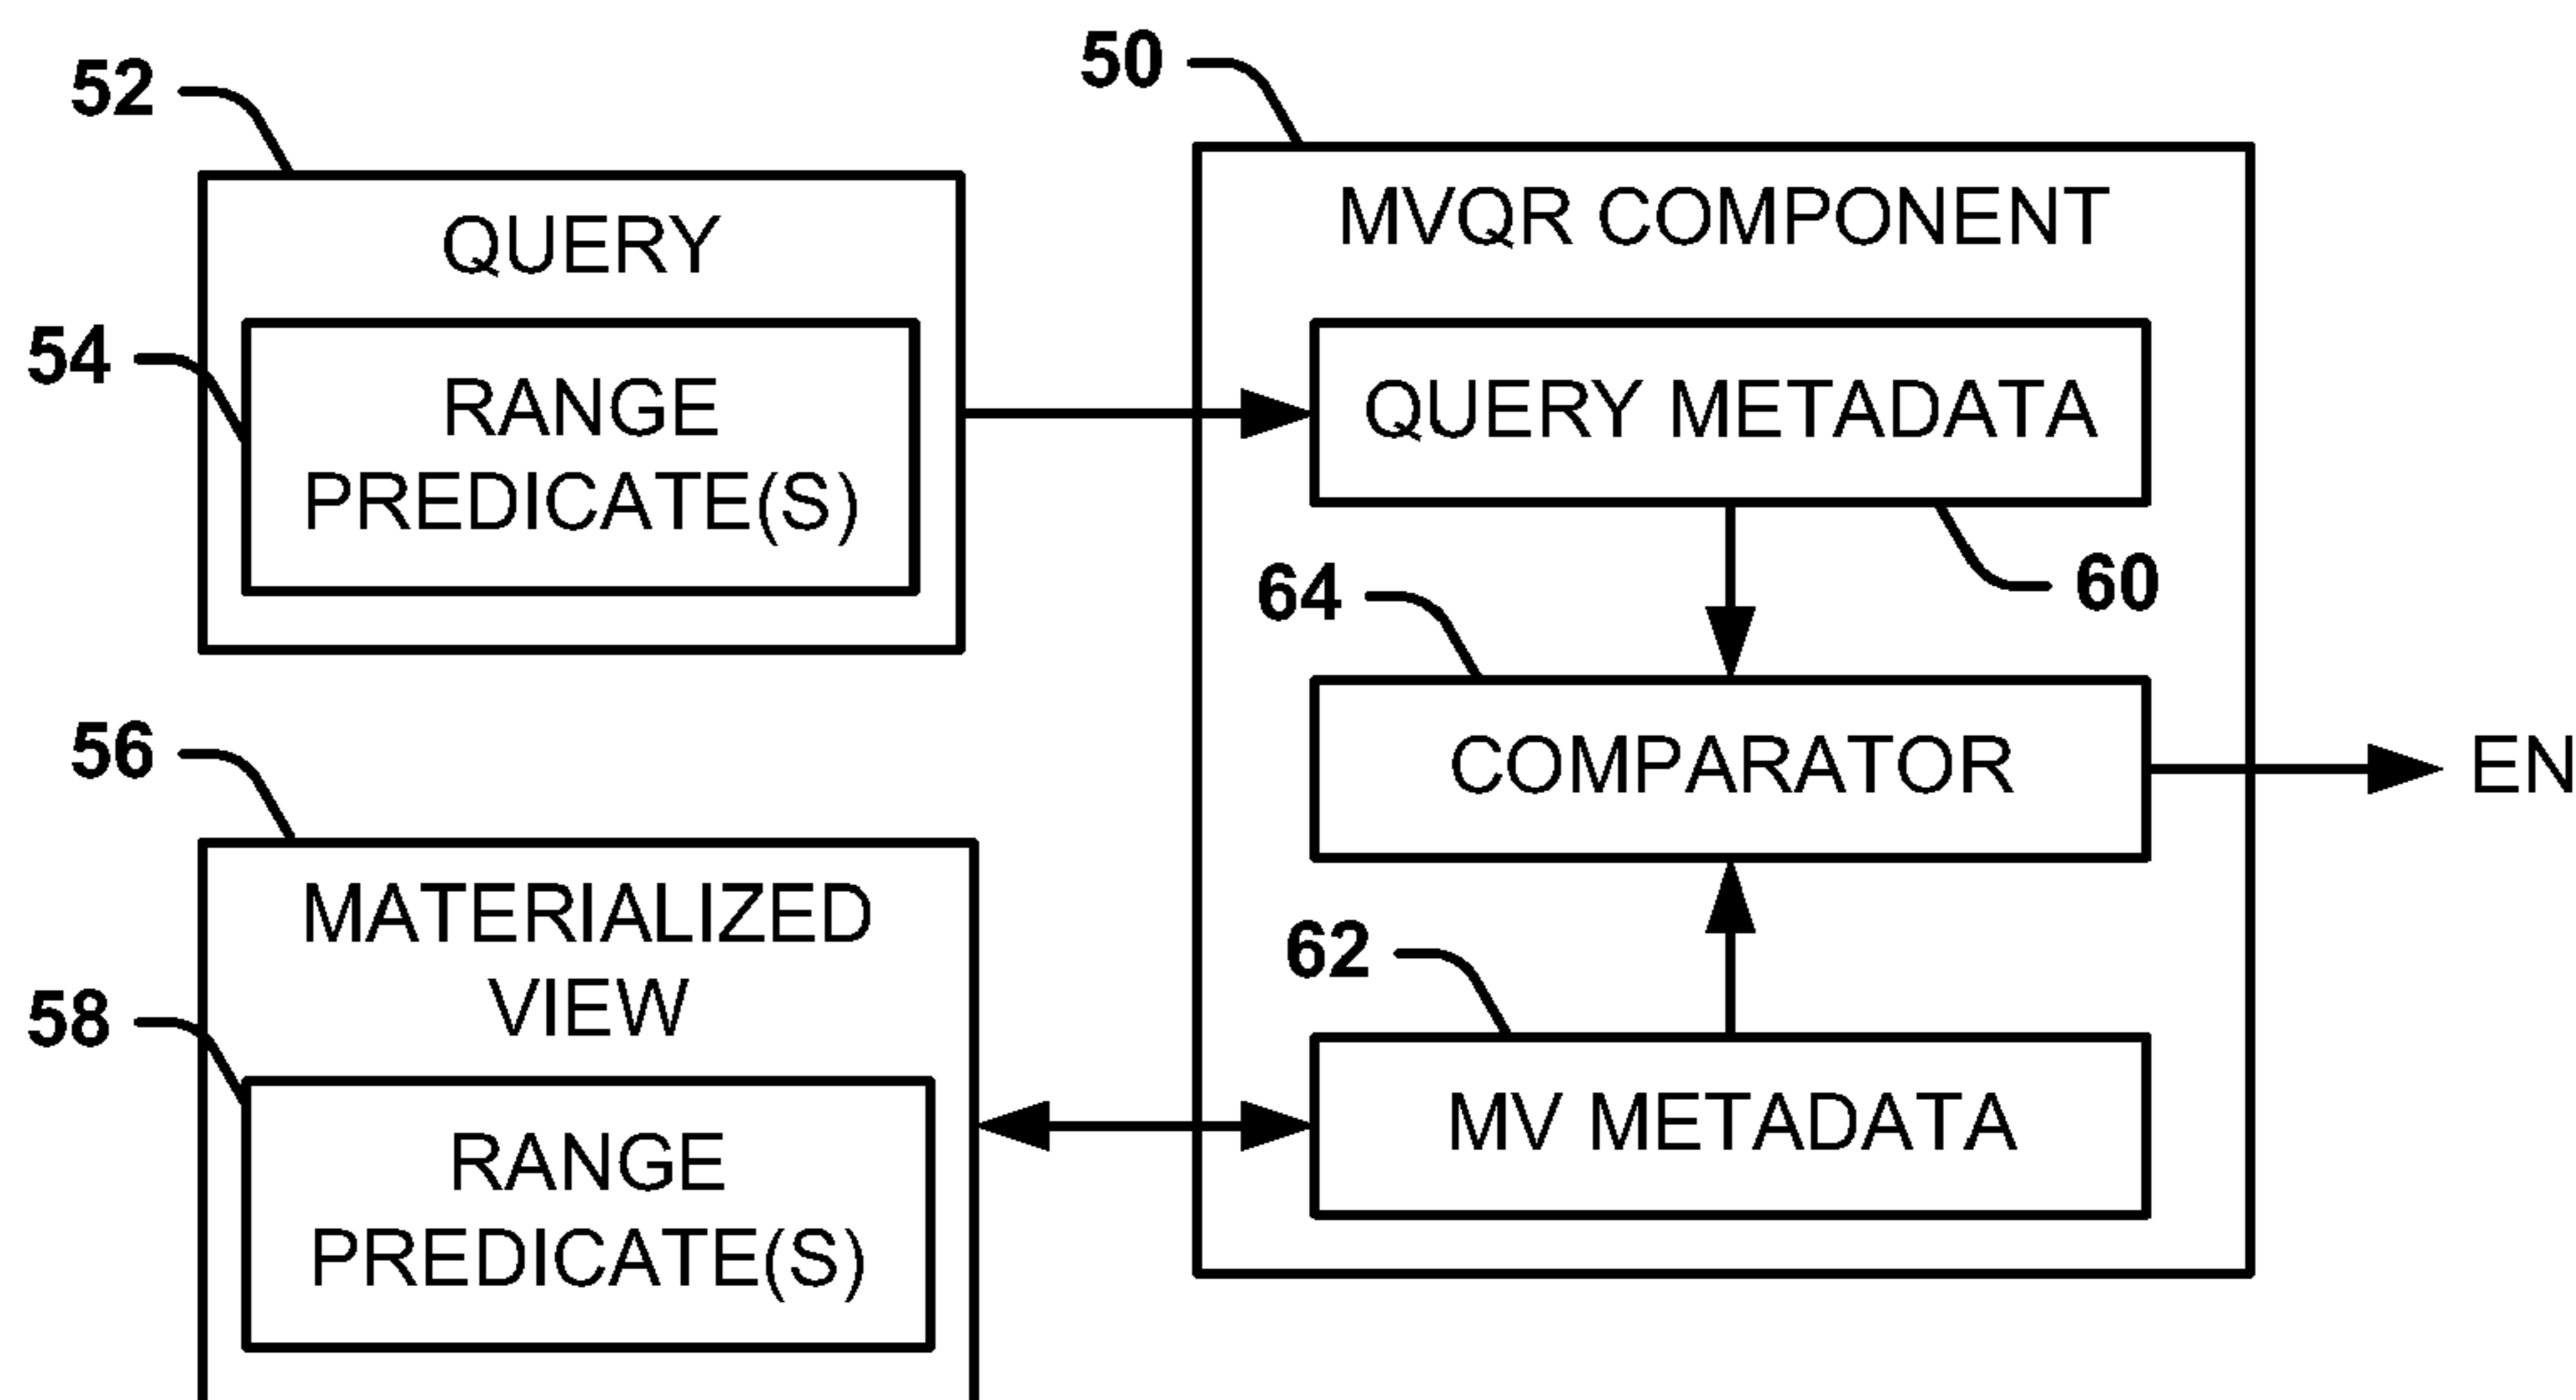 50
52
QUERY
MVQR COMPONENT
54
RANGE
PREDICATE(S)
QUERY METADATA
60
64
56
COMPARATOR
EN
MATERIALIZED
VIEW
62
58
RANGE
PREDICATE(S)
MV METADATA